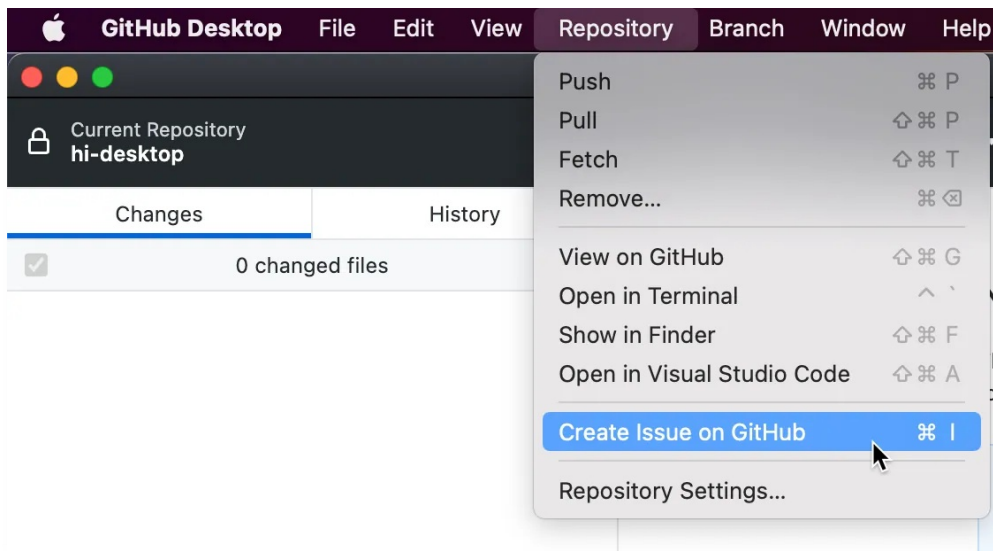 GitHub Desktop File Edit View Repository Branch Window Help
Current Repository
hi-desktop
Changes History
0 changed files
Push ⌘ P
Pull ⇧ ⌘ P
Fetch ⇧ ⌘ T
Remove... ⌘ ⌫
View on GitHub ⇧ ⌘ G
Open in Terminal ⌃ `
Show in Finder ⇧ ⌘ F
Open in Visual Studio Code ⇧ ⌘ A
Create Issue on GitHub ⌘ I
Repository Settings...